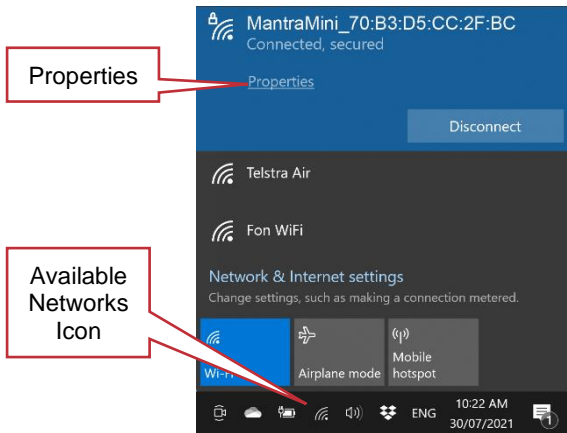 MantraMini_70:B3:D5:CC:2F:BC
Connected, secured
Properties
Properties
Disconnect
Telstra Air
Fon WiFi
Available
Networks
Icon
Network & Internet settings
Change settings, such as making a connection metered.
Wi-Fi
Airplane mode
Mobile
hotspot
ENG
10:22 AM
30/07/2021
1